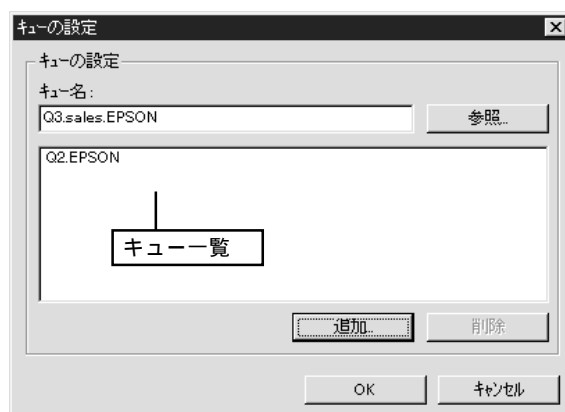 ｷｭｰの設定
ｷｭｰの設定
ｷｭｰ名：
Q3.sales.EPSON
参照...
Q2.EPSON
キュー一覧
追加...
削除
OK
ｷｬﾝｾﾙ